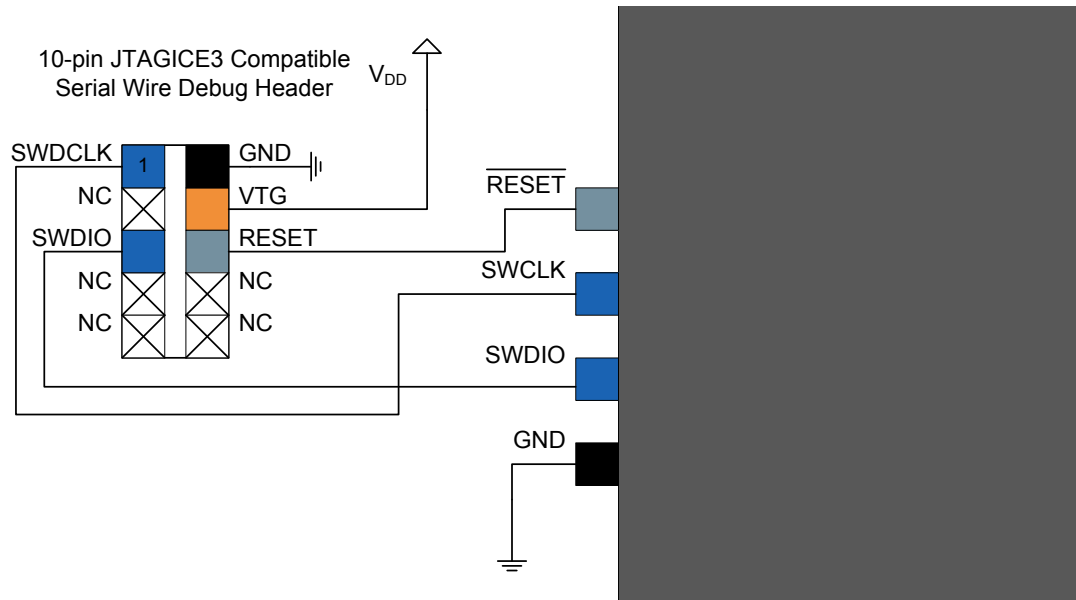 10-pin JTAGICE3 Compatible
Serial Wire Debug Header
VDD
SWDCLK
1
GND
NC
VTG
SWDIO
RESET
NC
NC
NC
NC
RESET
SWCLK
SWDIO
GND